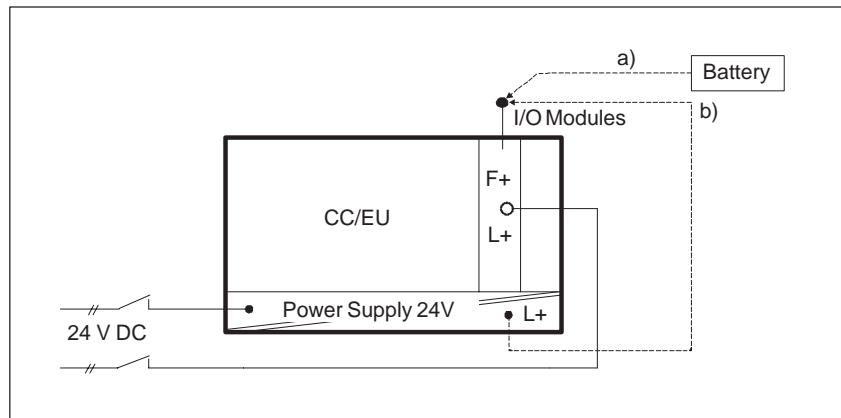 a)
Battery
b)
I/O Modules
F+
CC/EU
L+
Power Supply 24V
L+
24 V DC